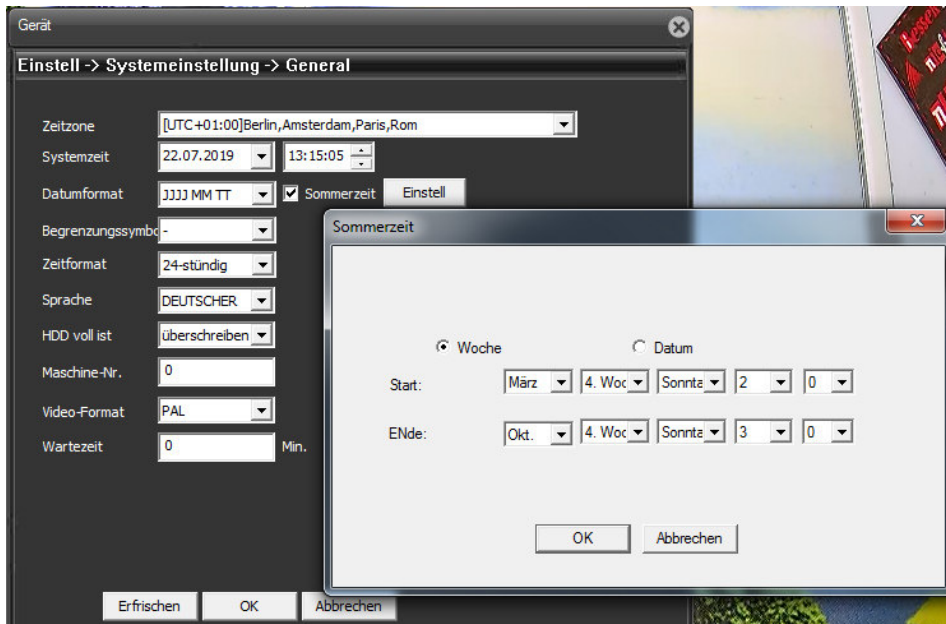 Gerät
Einstell -> Systemeinstellung -> General
Zeitzone [UTC+01:00]Berlin,Amsterdam,Paris,Rom
Systemzeit 22.07.2019 13:15:05
Datumformat JJJJ MM TT Sommerzeit Einstell
Begrenzungssymbo -
Zeitformat 24-stündig
Sprache DEUTSCHER
HDD voll ist überschreiben
Maschine-Nr. 0
Video-Format PAL
Wartezeit 0 Min.
Erfrischen OK Abbrechen
Sommerzeit
Woche Datum
Start: März 4. Woc Sonnta 2 0
ENde: Okt. 4. Woc Sonnta 3 0
OK Abbrechen